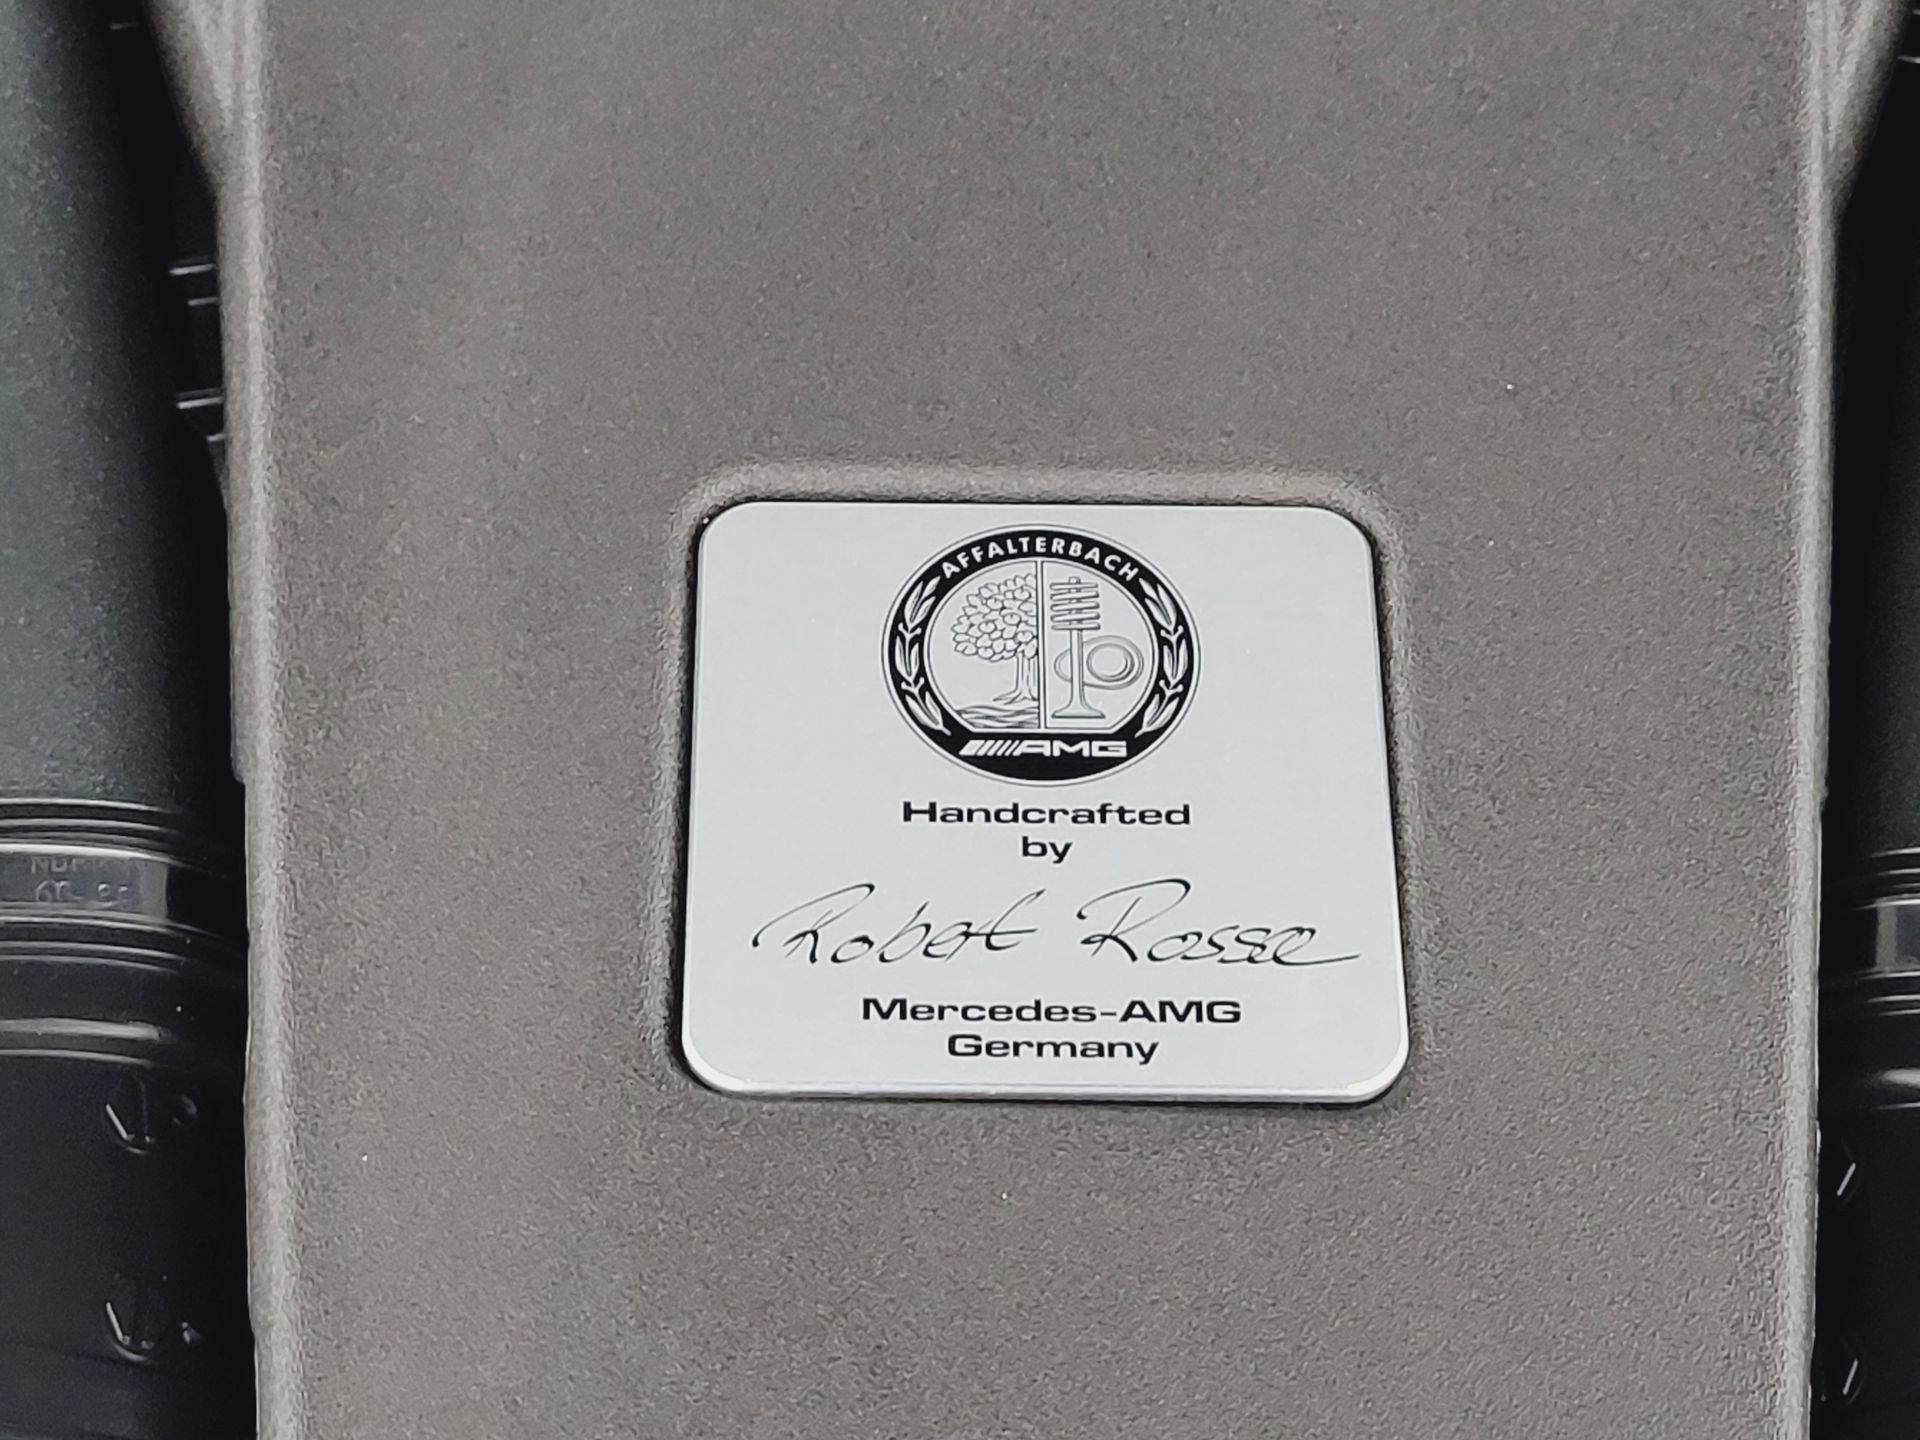 AFFALTERBACH
AMG
Handcrafted
by
Robert Rosse
Mercedes-AMG
Germany